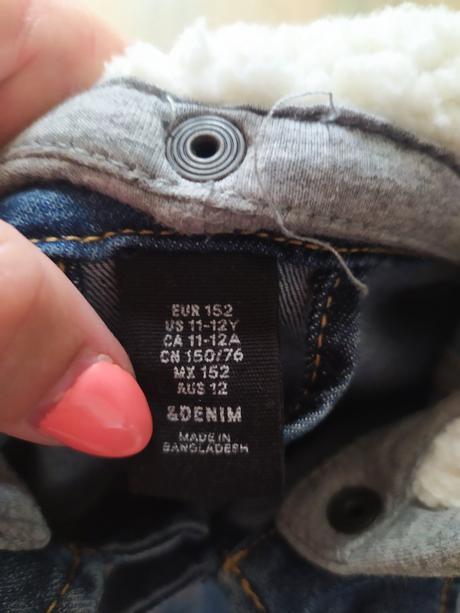 EUR 152
US 11-12Y
CA 11-12A
CN 150/76
MX 152
AUS 12
&DENIM
MADE IN
BANGLADESH